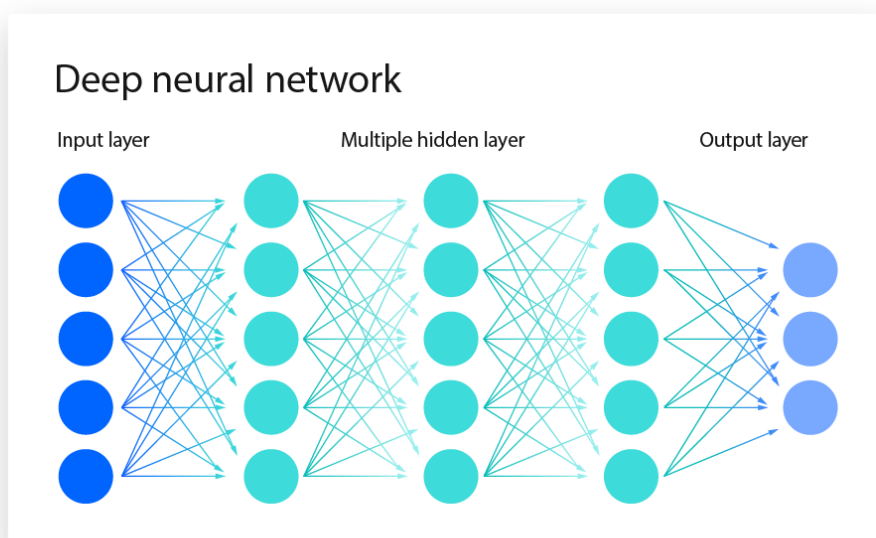 Deep neural network
Input layer
Multiple hidden layer
Output layer